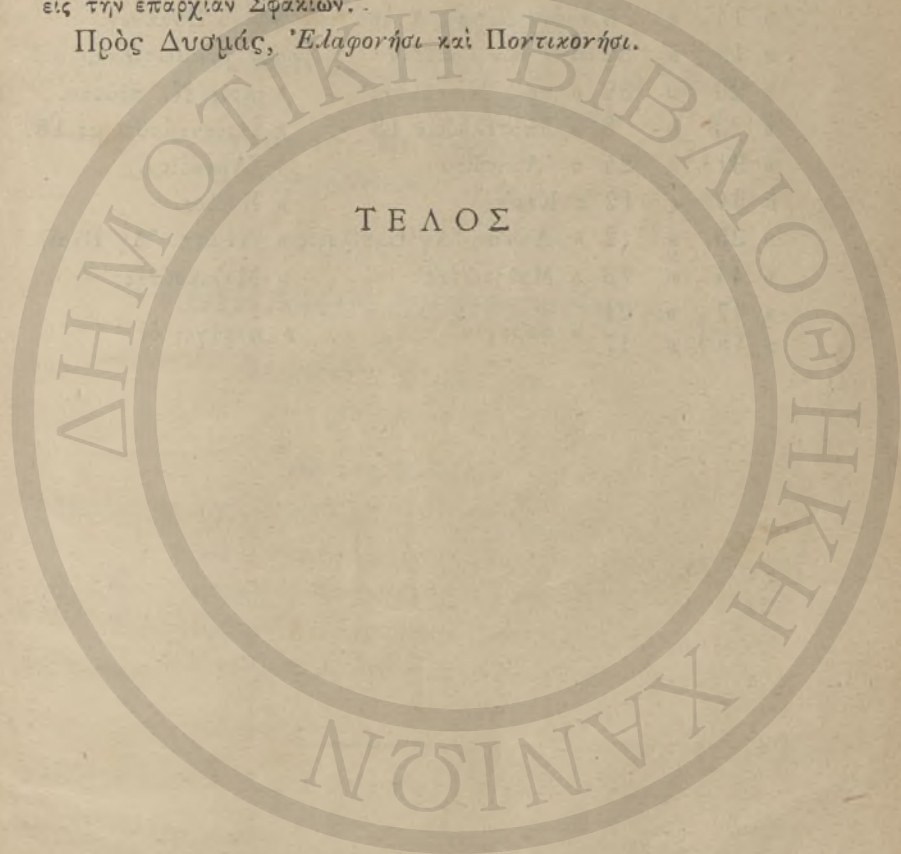 εἰς τὴν ἐπαρχίαν Σφακίων.
Πρὸς Δυσμάς, Ἐλαφονήσι καὶ Ποντικονήσι.
ΤΕΛΟΣ
ΔΗΜΟΤΙΚΗ ΒΙΒΛΙΟΘΗΚΗ ΧΑΝΙΩΝ